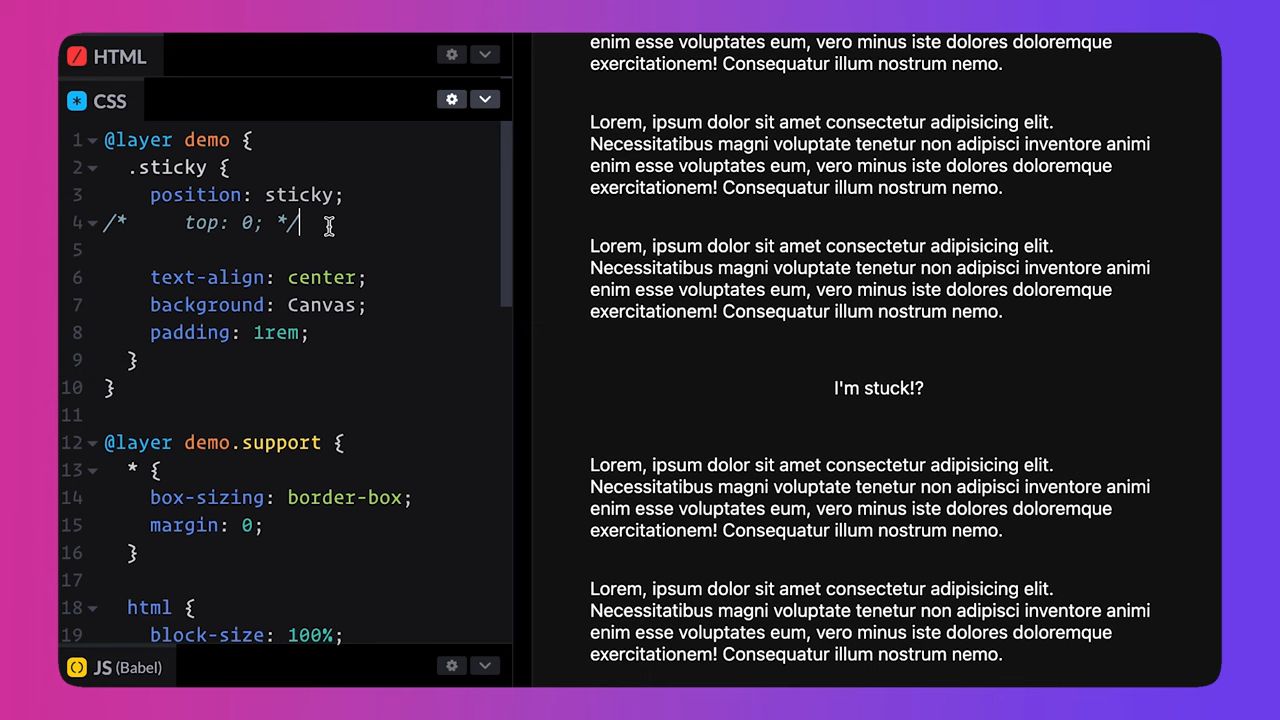 HTML
CSS
1 @layer demo {
2 .sticky {
3 position: sticky;
4 /* top: 0; */
5
6 text-align: center;
7 background: Canvas;
8 padding: 1rem;
9 }
10 }
11
12 @layer demo.support {
13 * {
14 box-sizing: border-box;
15 margin: 0;
16 }
17
18 html {
19 block-size: 100%;
JS (Babel)
enim esse voluptates eum, vero minus iste dolores doloremque
exercitationem! Consequatur illum nostrum nemo.
Lorem, ipsum dolor sit amet consectetur adipisicing elit.
Necessitatibus magni voluptate tenetur non adipisci inventore animi
enim esse voluptates eum, vero minus iste dolores doloremque
exercitationem! Consequatur illum nostrum nemo.
Lorem, ipsum dolor sit amet consectetur adipisicing elit.
Necessitatibus magni voluptate tenetur non adipisci inventore animi
enim esse voluptates eum, vero minus iste dolores doloremque
exercitationem! Consequatur illum nostrum nemo.
I'm stuck!?
Lorem, ipsum dolor sit amet consectetur adipisicing elit.
Necessitatibus magni voluptate tenetur non adipisci inventore animi
enim esse voluptates eum, vero minus iste dolores doloremque
exercitationem! Consequatur illum nostrum nemo.
Lorem, ipsum dolor sit amet consectetur adipisicing elit.
Necessitatibus magni voluptate tenetur non adipisci inventore animi
enim esse voluptates eum, vero minus iste dolores doloremque
exercitationem! Consequatur illum nostrum nemo.